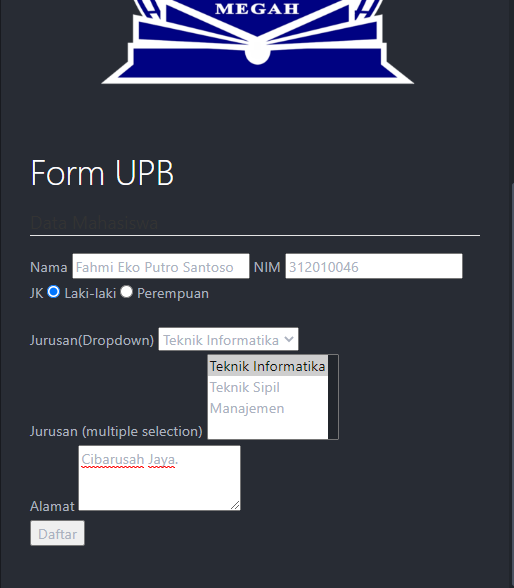 MEGAH
Form UPB
Data Mahasiswa
Nama Fahmi Eko Putro Santoso NIM 312010046
JK Laki-laki Perempuan
Jurusan(Dropdown) Teknik Informatika
Teknik Informatika
Teknik Sipil
Manajemen
Jurusan (multiple selection)
Cibarusah Jaya.
Alamat
Daftar